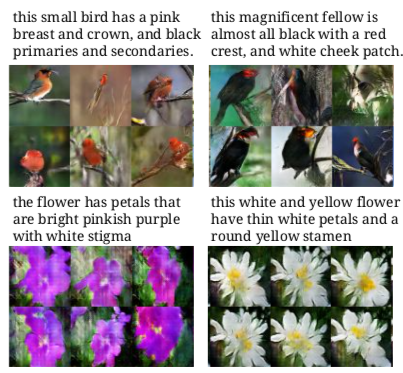 this small bird has a pink
breast and crown, and black
primaries and secondaries.
this magnificent fellow is
almost all black with a red
crest, and white cheek patch.
the flower has petals that
are bright pinkish purple
with white stigma
this white and yellow flower
have thin white petals and a
round yellow stamen